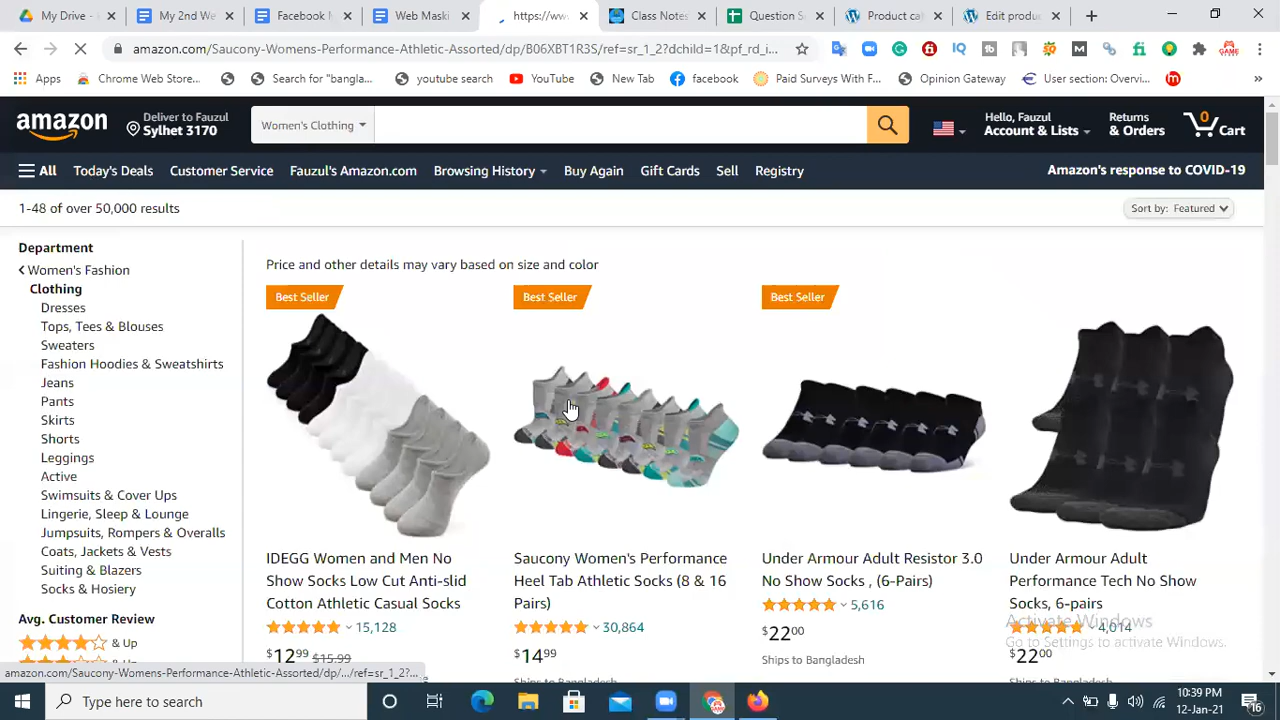 My Drive -
My 2nd We
Facebook I
Web Maski
https://ww
Class Notes
Question S
Product ca
Edit produ
amazon.com/Saucony-Womens-Performance-Athletic-Assorted/dp/B06XBT1R3S/ref=sr_1_2?dchild=1&pf_rd_i...
Apps
Chrome Web Store...
Search for "bangla...
youtube search
YouTube
New Tab
facebook
Paid Surveys With F...
Opinion Gateway
User section: Overvi...
amazon
Deliver to Fauzul
Sylhet 3170
Women's Clothing
Hello, Fauzul
Account & Lists
Returns
& Orders
0
Cart
All
Today's Deals
Customer Service
Fauzul's Amazon.com
Browsing History
Buy Again
Gift Cards
Sell
Registry
Amazon's response to COVID-19
1-48 of over 50,000 results
Sort by: Featured
Department
Women's Fashion
Clothing
Dresses
Tops, Tees & Blouses
Sweaters
Fashion Hoodies & Sweatshirts
Jeans
Pants
Skirts
Shorts
Leggings
Active
Swimsuits & Cover Ups
Lingerie, Sleep & Lounge
Jumpsuits, Rompers & Overalls
Coats, Jackets & Vests
Suiting & Blazers
Socks & Hosiery
Avg. Customer Review
& Up
Price and other details may vary based on size and color
Best Seller
IDEGG Women and Men No
Show Socks Low Cut Anti-slid
Cotton Athletic Casual Socks
15,128
$12.99 $15.99
Best Seller
Saucony Women's Performance
Heel Tab Athletic Socks (8 & 16
Pairs)
30,864
$14.99
Ships to Bangladesh
Best Seller
Under Armour Adult Resistor 3.0
No Show Socks , (6-Pairs)
5,616
$22.00
Ships to Bangladesh
Under Armour Adult
Performance Tech No Show
Socks, 6-pairs
4,014
$22.00
Ships to Bangladesh
Activate Windows
Go to Settings to activate Windows.
amazon.com/Saucony-Womens-Performance-Athletic-Assorted/dp/.../ref=sr_1_2?...
Type here to search
10:39 PM
12-Jan-21
16